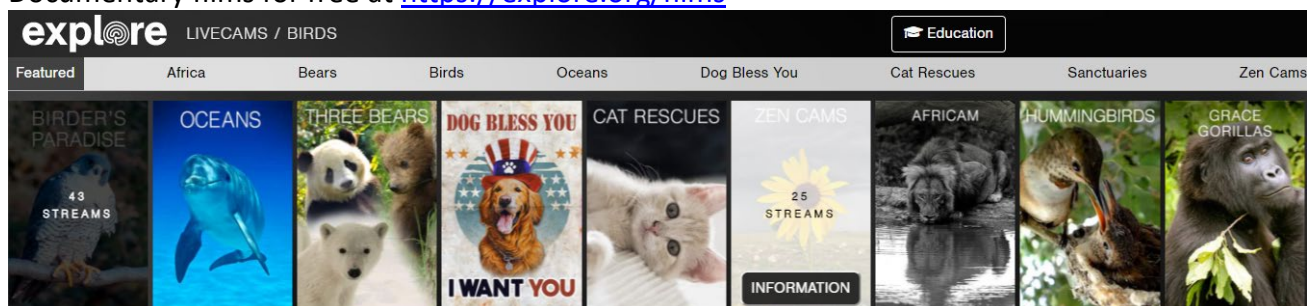 Documentary films for free at https://explore.org/films
explore LIVECAMS / BIRDS Education
Featured Africa Bears Birds Oceans Dog Bless You Cat Rescues Sanctuaries Zen Cams
BIRDER'S PARADISE
43 STREAMS
OCEANS
THREE BEARS
DOG BLESS YOU
I WANT YOU
CAT RESCUES
ZEN CAMS
25 STREAMS
INFORMATION
AFRICAM
HUMMINGBIRDS
GRACE GORILLAS